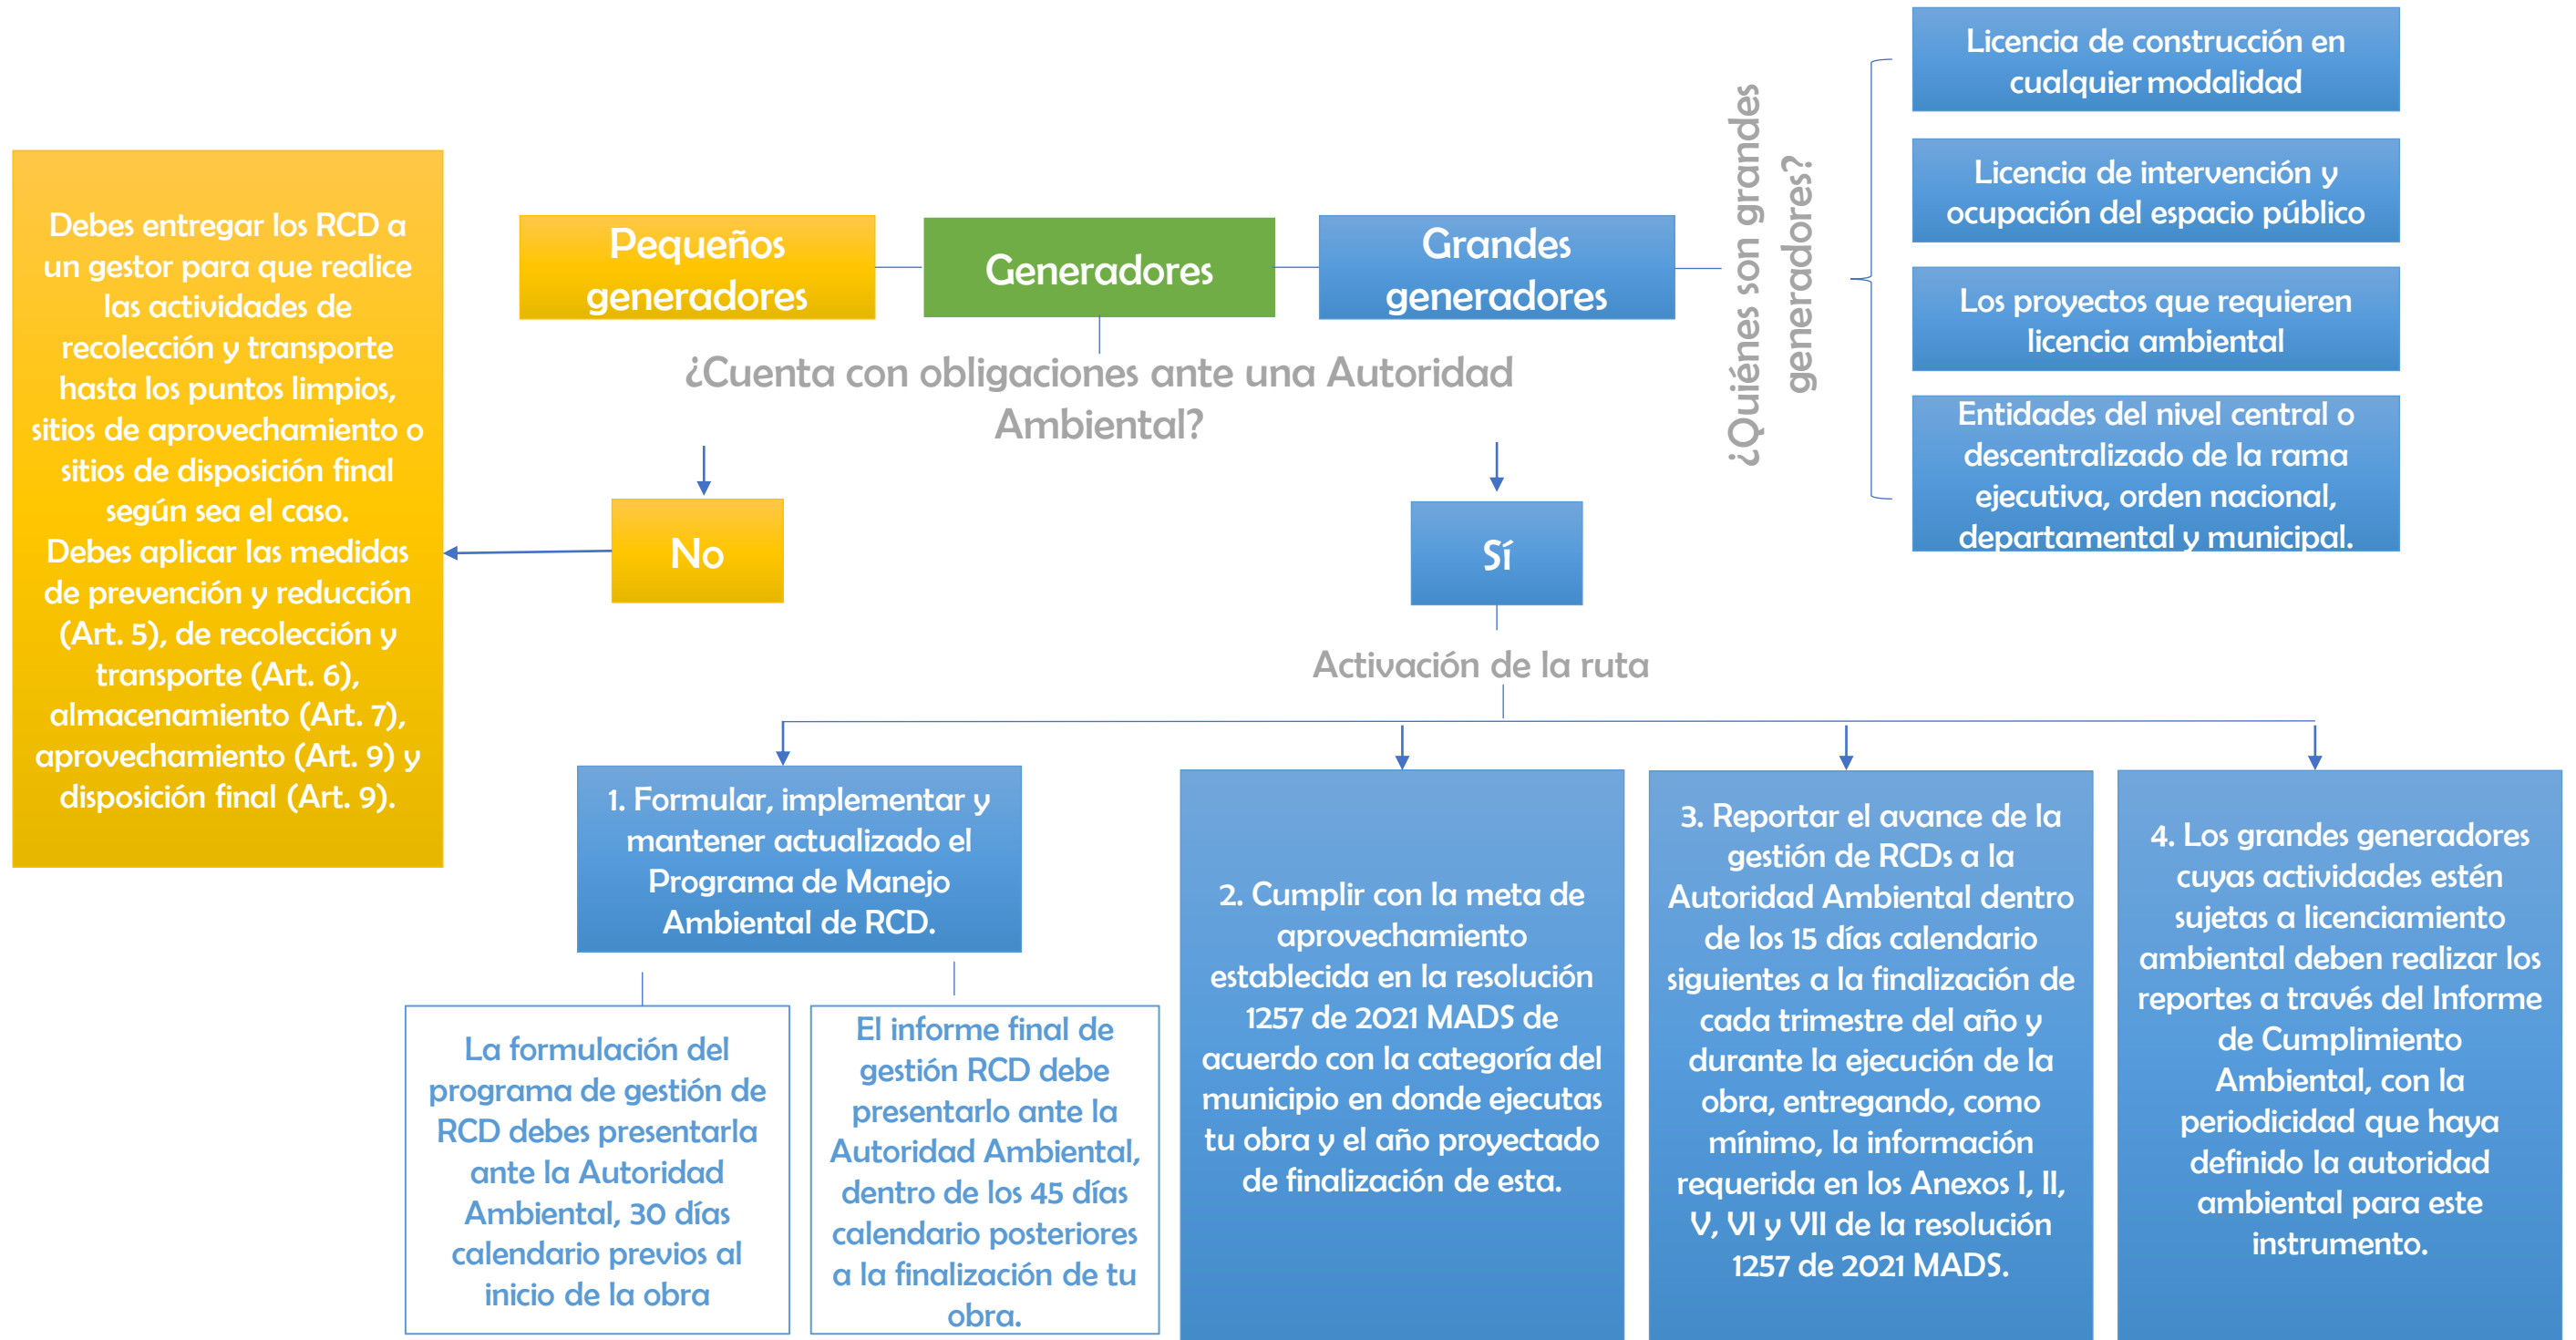 Licencia de construcción en
cualquier modalidad
Licencia de intervención y
ocupación del espacio público
Los proyectos que requieren
licencia ambiental
Entidades del nivel central o
descentralizado de la rama
ejecutiva, orden nacional,
departamental y municipal.
¿Quiénes son grandes
generadores?
Pequeños
generadores
Generadores
Grandes
generadores
¿Cuenta con obligaciones ante una Autoridad
Ambiental?
No
Sí
Debes entregar los RCD a
un gestor para que realice
las actividades de
recolección y transporte
hasta los puntos limpios,
sitios de aprovechamiento o
sitios de disposición final
según sea el caso.
Debes aplicar las medidas
de prevención y reducción
(Art. 5), de recolección y
transporte (Art. 6),
almacenamiento (Art. 7),
aprovechamiento (Art. 9) y
disposición final (Art. 9).
Activación de la ruta
1. Formular, implementar y
mantener actualizado el
Programa de Manejo
Ambiental de RCD.
La formulación del
programa de gestión de
RCD debes presentarla
ante la Autoridad
Ambiental, 30 días
calendario previos al
inicio de la obra
El informe final de
gestión RCD debe
presentarlo ante la
Autoridad Ambiental,
dentro de los 45 días
calendario posteriores
a la finalización de tu
obra.
2. Cumplir con la meta de
aprovechamiento
establecida en la resolución
1257 de 2021 MADS de
acuerdo con la categoría del
municipio en donde ejecutas
tu obra y el año proyectado
de finalización de esta.
3. Reportar el avance de la
gestión de RCDs a la
Autoridad Ambiental dentro
de los 15 días calendario
siguientes a la finalización de
cada trimestre del año y
durante la ejecución de la
obra, entregando, como
mínimo, la información
requerida en los Anexos I, II,
V, VI y VII de la resolución
1257 de 2021 MADS.
4. Los grandes generadores
cuyas actividades estén
sujetas a licenciamiento
ambiental deben realizar los
reportes a través del Informe
de Cumplimiento
Ambiental, con la
periodicidad que haya
definido la autoridad
ambiental para este
instrumento.